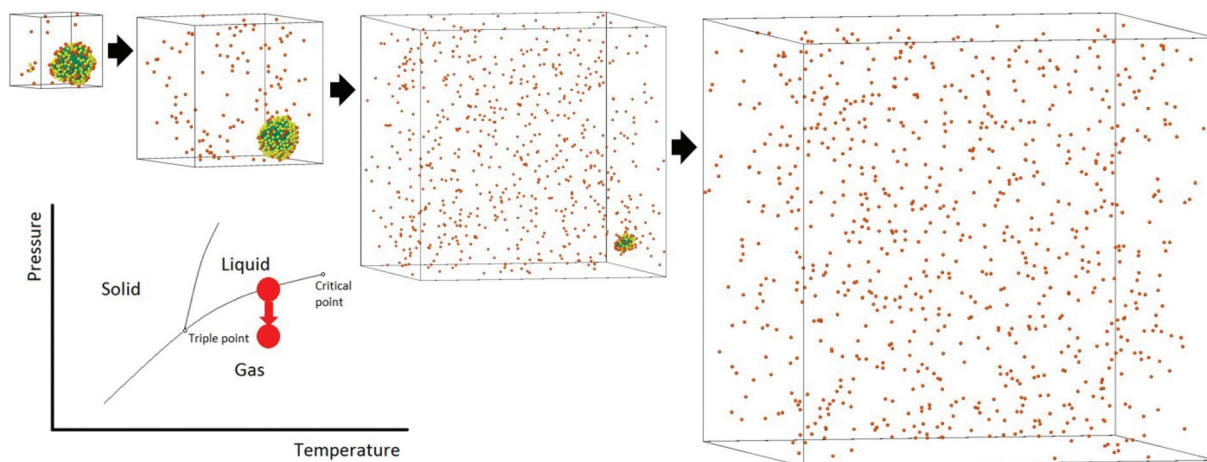 Pressure
Solid
Liquid
Critical
point
Triple point
Gas
Temperature